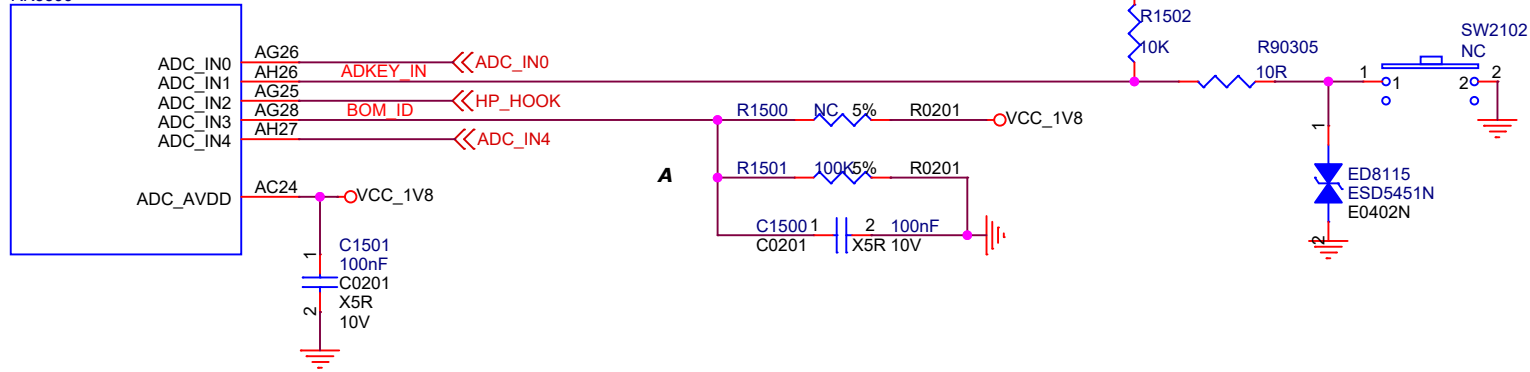 R1502
10K
SW2102
NC
R90305
10R
1
2
1
2
ADC_IN0
AG26
ADC_IN0
ADC_IN1
AH26
ADKEY_IN
ADC_IN2
AG25
HP_HOOK
ADC_IN3
AG28
BOM_ID
ADC_IN4
AH27
ADC_IN4
R1500
NC
5%
R0201
VCC_1V8
A
R1501
100K
5%
R0201
C1500
1
2
100nF
C0201
X5R
10V
ADC_AVDD
AC24
VCC_1V8
C1501
100nF
C0201
X5R
10V
1
2
1
ED8115
ESD5451N
E0402N
2